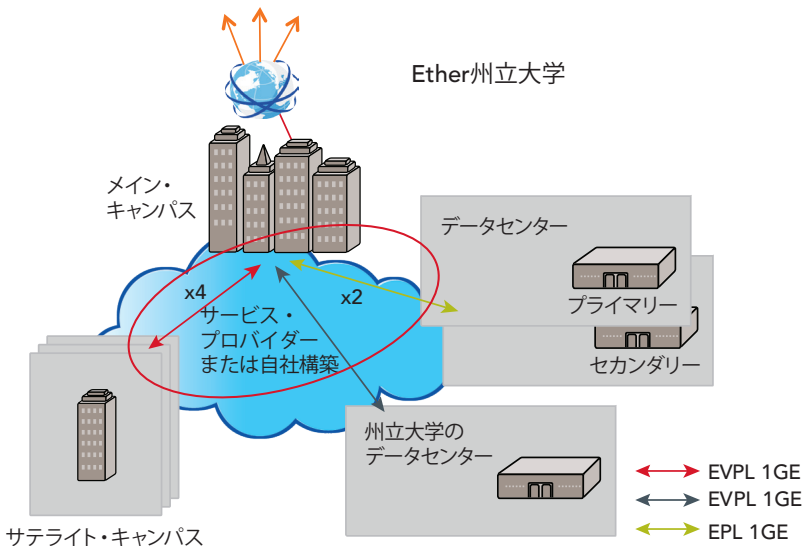 Ether州立大学
メイン・
キャンパス
データセンター
プライマリー
セカンダリー
x4
x2
サービス・
プロバイダー
または自社構築
州立大学の
データセンター
サテライト・キャンパス
EVPL 1GE
EVPL 1GE
EPL 1GE